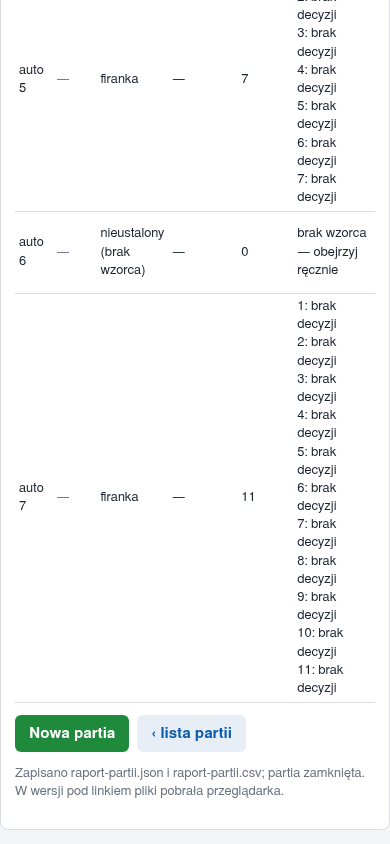 2: brak
decyzji
3: brak
decyzji
auto 5 — firanka — 7
4: brak
decyzji
5: brak
decyzji
6: brak
decyzji
7: brak
decyzji
auto 6 — nieustalony (brak wzorca) — 0 brak wzorca — obejrzyj ręcznie
1: brak
decyzji
2: brak
decyzji
3: brak
decyzji
4: brak
decyzji
5: brak
decyzji
auto 7 — firanka — 11
6: brak
decyzji
7: brak
decyzji
8: brak
decyzji
9: brak
decyzji
10: brak
decyzji
11: brak
decyzji
Nowa partia ‹ lista partii
Zapisano raport-partii.json i raport-partii.csv; partia zamknięta.
W wersji pod linkiem pliki pobrała przeglądarka.